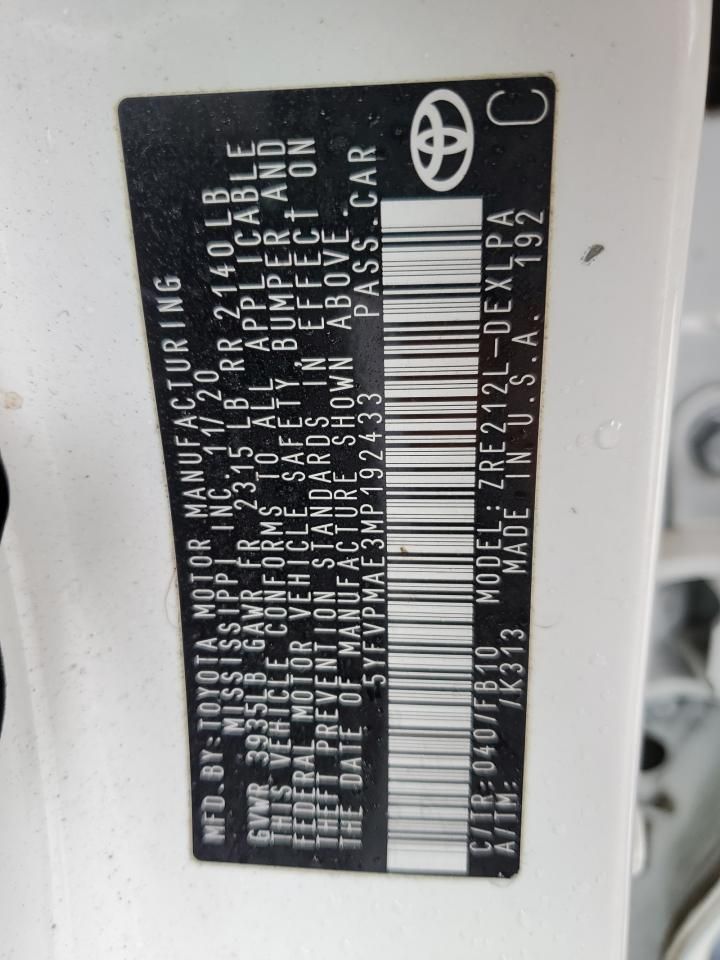 MFD.BY:TOYOTA MOTOR MANUFACTURING
MISSISSIPPI INC.11/20
GVWR 3935LB GAWR FR 2315 LB RR 2140 LB
THIS VEHICLE CONFORMS TO ALL APPLICABLE
FEDERAL MOTOR VEHICLE SAFETY, BUMPER AND
THEFT PREVENTION STANDARDS IN EFFECT ON
THE DATE OF MANUFACTURE SHOWN ABOVE.
5YFVPMAE3MP192433 PASS.CAR
C/TR:040/FB10 MODEL:ZRE212L-DEXLPA
A/TM: /K313 MADE IN U.S.A. 192
C